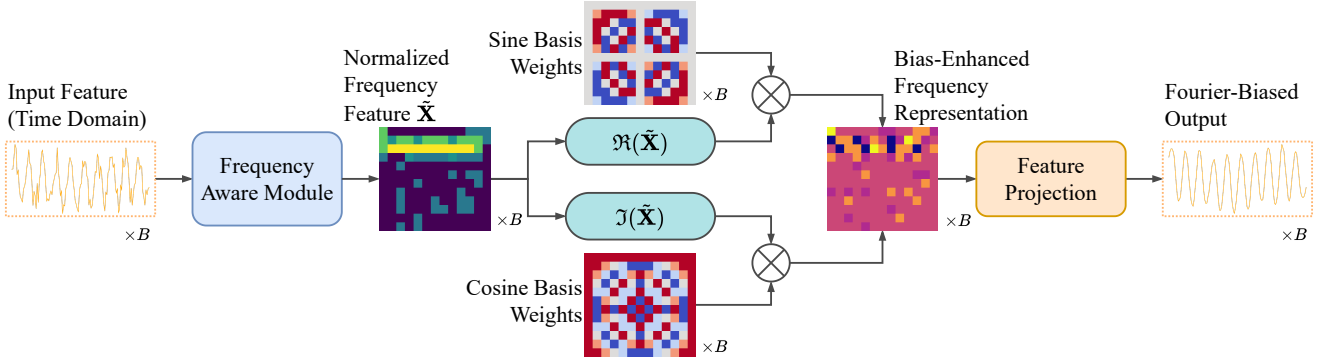 Input Feature
(Time Domain)
×B
Frequency
Aware Module
Normalized
Frequency
Feature X̃
×B
Sine Basis
Weights
×B
ℜ(X̃)
ℑ(X̃)
Cosine Basis
Weights
×B
Bias-Enhanced
Frequency
Representation
×B
Feature
Projection
Fourier-Biased
Output
×B